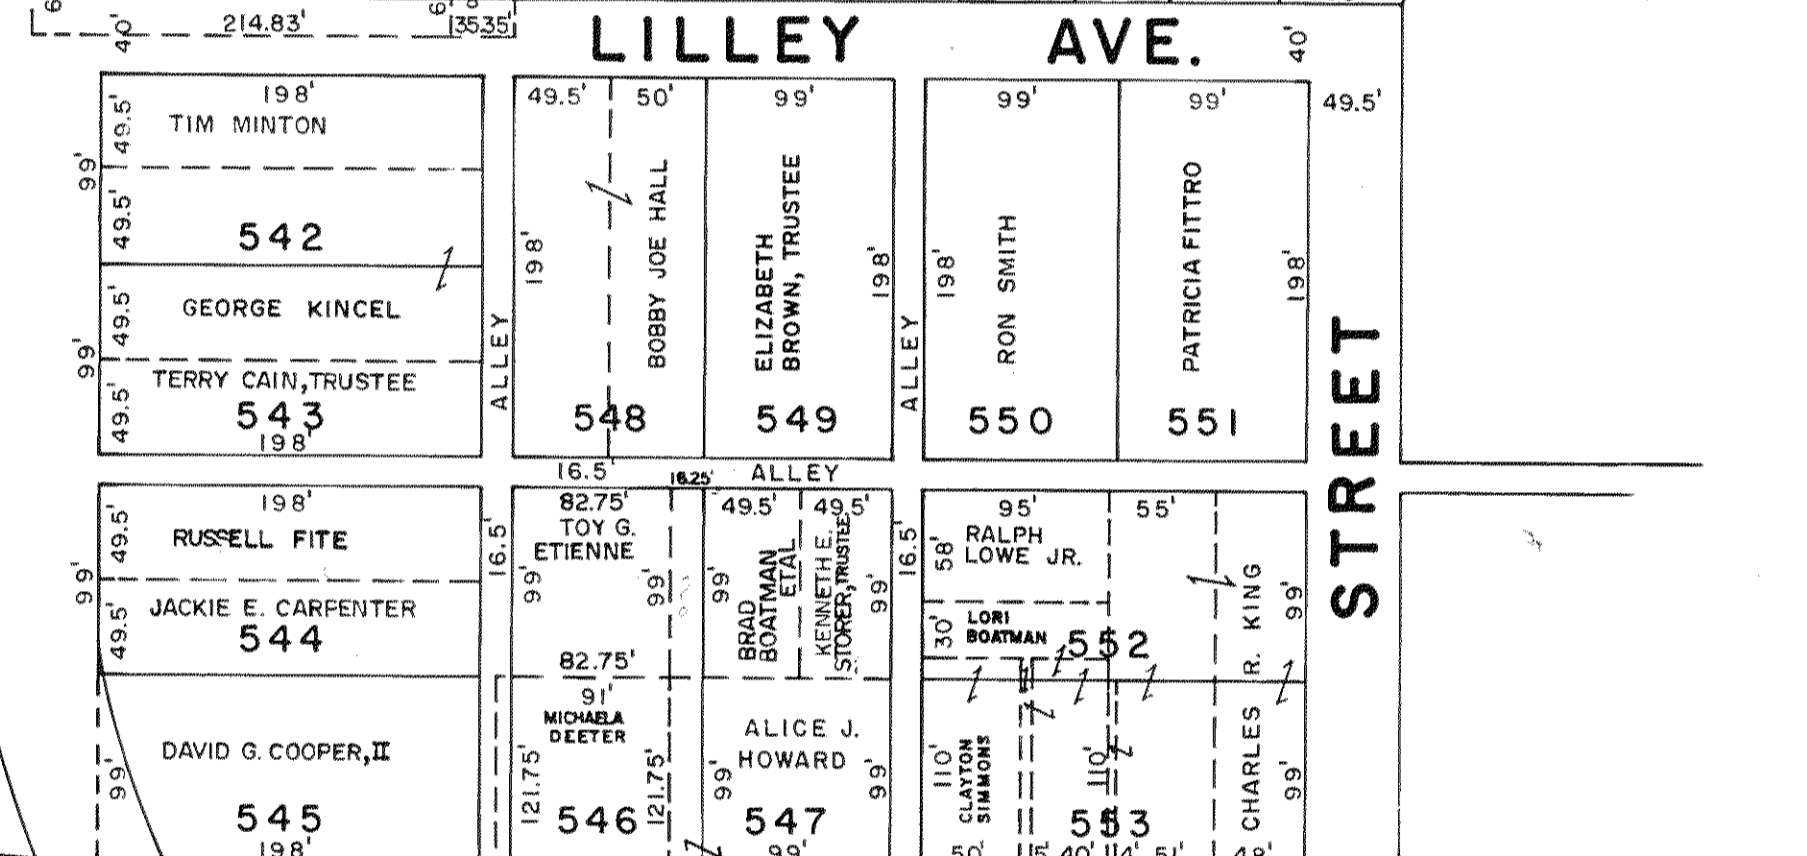 214.83'
35.35'
40'
LILLEY AVE.
40'
198'
49.5'
TIM MINTON
99'
49.5'
542
49.5'
GEORGE KINCEL
99'
TERRY CAIN, TRUSTEE
49.5'
543
198'
ALLEY
49.5'
50'
198'
BOBBY JOE HALL
548
99'
ELIZABETH
BROWN, TRUSTEE
198'
549
ALLEY
99'
198'
RON SMITH
550
99'
PATRICIA FITTRO
198'
551
49.5'
STREET
16.5'
16.25'
ALLEY
198'
49.5'
RUSSELL FITE
99'
JACKIE E. CARPENTER
49.5'
544
16.5'
82.75'
TOY G.
ETIENNE
99'
99'
82.75'
49.5'
49.5'
99'
BRAD
BOATMAN
ETAL
KENNETH E.
STORER, TRUSTEE
99'
16.5'
95'
55'
58'
RALPH
LOWE JR.
30'
LORI
BOATMAN
552
99'
CHARLES R. KING
DAVID G. COOPER, II
99'
545
198'
91'
MICHAELA
DEETER
121.75'
121.75'
546
ALICE J.
HOWARD
99'
99'
547
99'
110'
CLAYTON
SIMMONS
110'
553
99'